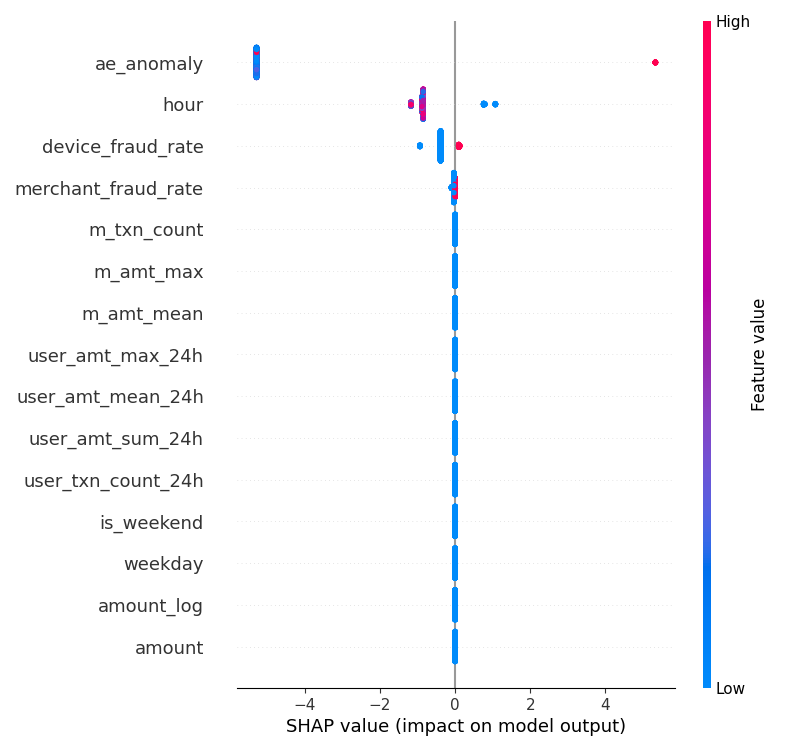 High
ae_anomaly
hour
device_fraud_rate
merchant_fraud_rate
m_txn_count
m_amt_max
m_amt_mean
user_amt_max_24h
user_amt_mean_24h
user_amt_sum_24h
user_txn_count_24h
is_weekend
weekday
amount_log
amount
Feature value
Low
−4 −2 0 2 4
SHAP value (impact on model output)